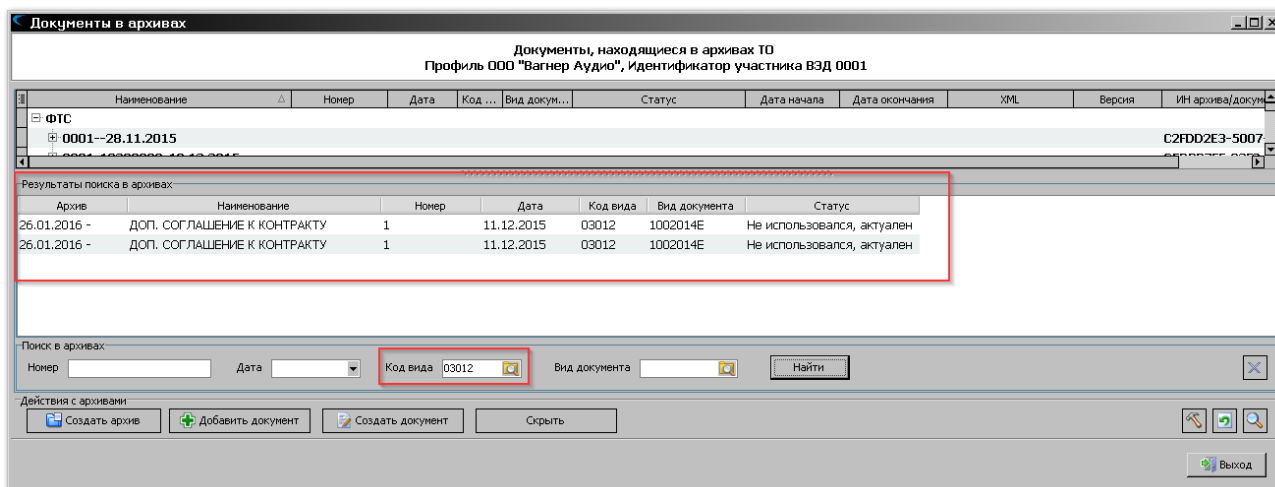 Документы в архивах
Документы, находящиеся в архивах ТО
Профиль ООО "Вагнер Аудио", Идентификатор участника ВЭД 0001
Наименование Номер Дата Код ... Вид докум... Статус Дата начала Дата окончания XML Версия ИН архива/докум
ФТС
0001--28.11.2015 C2FDD2E3-5007-
Результаты поиска в архивах
Архив Наименование Номер Дата Код вида Вид документа Статус
26.01.2016 - ДОП. СОГЛАШЕНИЕ К КОНТРАКТУ 1 11.12.2015 03012 1002014E Не использовался, актуален
26.01.2016 - ДОП. СОГЛАШЕНИЕ К КОНТРАКТУ 1 11.12.2015 03012 1002014E Не использовался, актуален
Поиск в архивах
Номер Дата Код вида 03012 Вид документа Найти
Действия с архивами
Создать архив Добавить документ Создать документ Скрыть
Выход